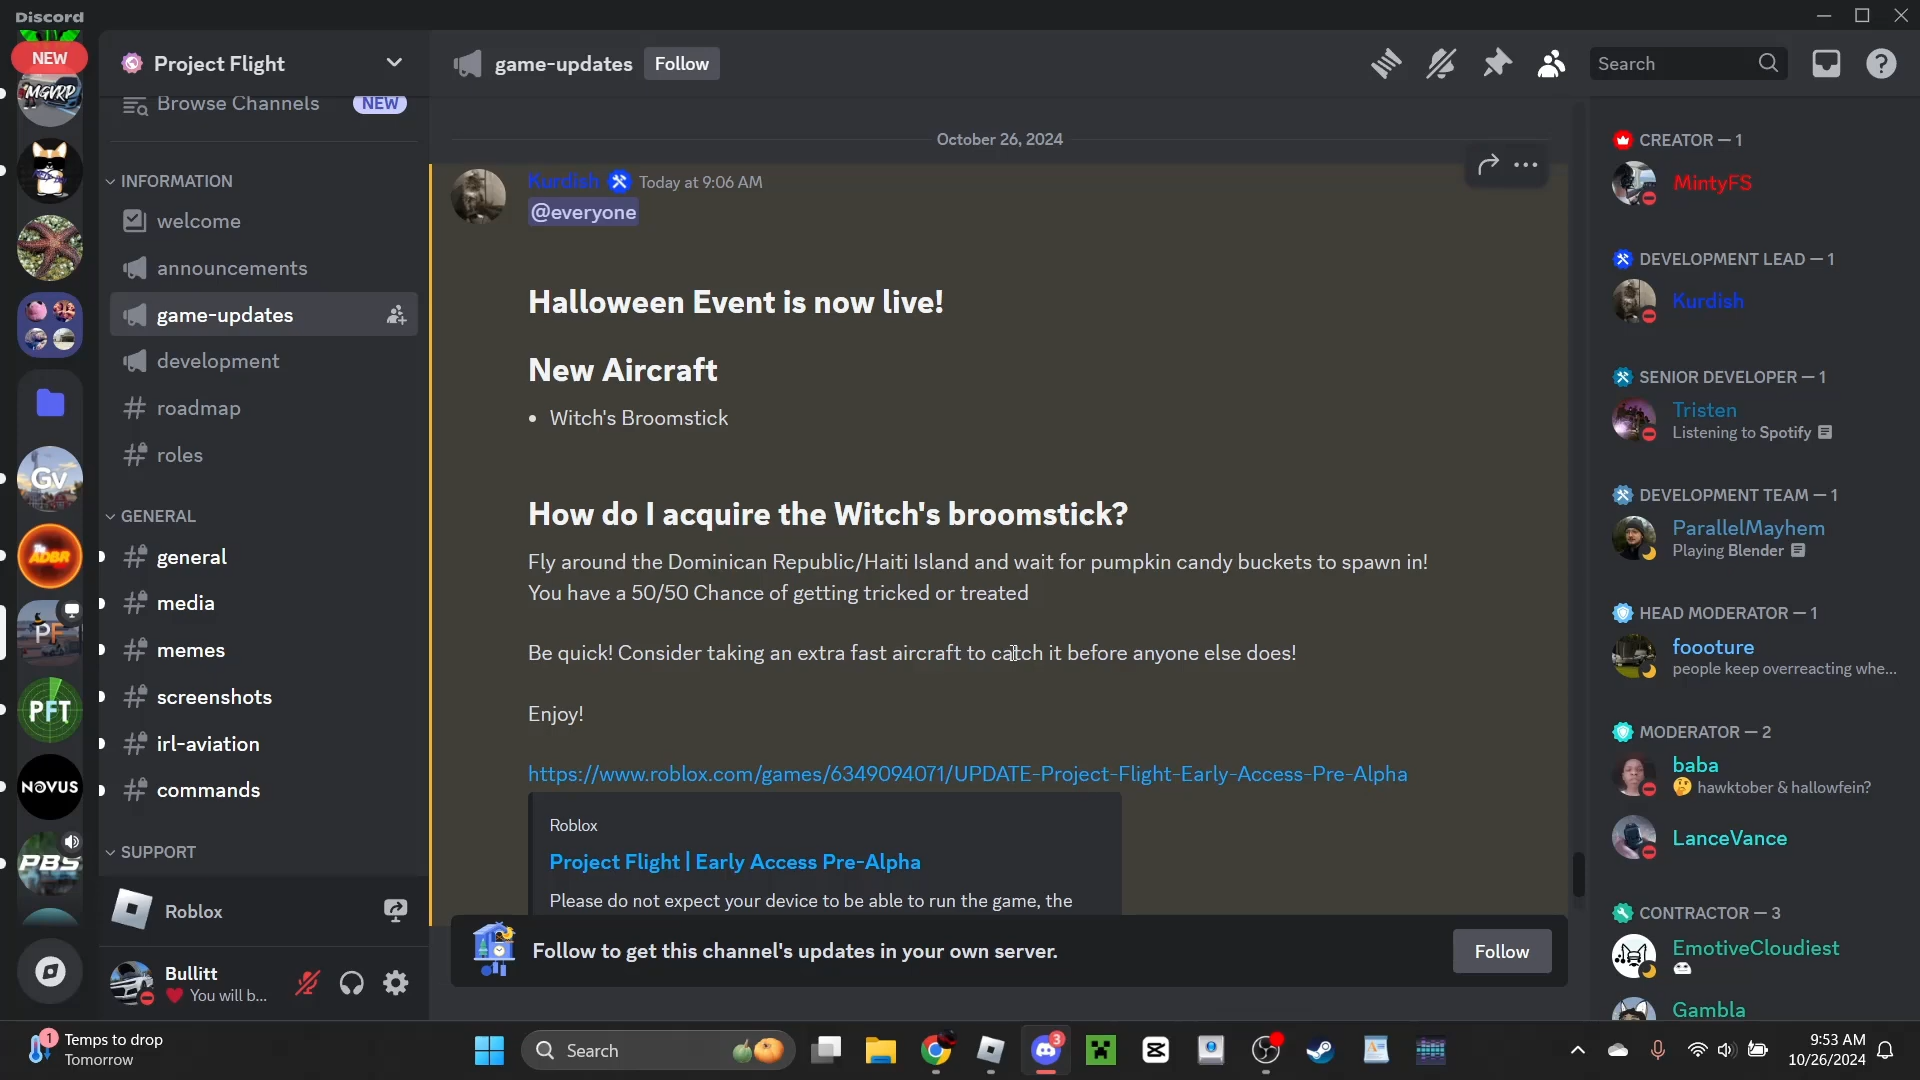 Discord
NEW
MGVRP
Gv
ADBR
PF
PFT
NOVUS
PBS
Project Flight
Browse Channels
NEW
INFORMATION
welcome
announcements
game-updates
development
roadmap
roles
GENERAL
general
media
memes
screenshots
irl-aviation
commands
SUPPORT
Roblox
Bullitt
You will b...
game-updates
Follow
Search
October 26, 2024
Kurdish Today at 9:06 AM
@everyone
Halloween Event is now live!
New Aircraft
• Witch's Broomstick
How do I acquire the Witch's broomstick?
Fly around the Dominican Republic/Haiti Island and wait for pumpkin candy buckets to spawn in!
You have a 50/50 Chance of getting tricked or treated
Be quick! Consider taking an extra fast aircraft to catch it before anyone else does!
Enjoy!
https://www.roblox.com/games/6349094071/UPDATE-Project-Flight-Early-Access-Pre-Alpha
Roblox
Project Flight | Early Access Pre-Alpha
Please do not expect your device to be able to run the game, the
Follow to get this channel's updates in your own server.
Follow
CREATOR — 1
MintyFS
DEVELOPMENT LEAD — 1
Kurdish
SENIOR DEVELOPER — 1
Tristen
Listening to Spotify
DEVELOPMENT TEAM — 1
ParallelMayhem
Playing Blender
HEAD MODERATOR — 1
foooture
people keep overreacting whe...
MODERATOR — 2
baba
🤔 hawktober & hallowfein?
LanceVance
CONTRACTOR — 3
EmotiveCloudiest
Gambla
1
Temps to drop
Tomorrow
Search
3
9:53 AM
10/26/2024